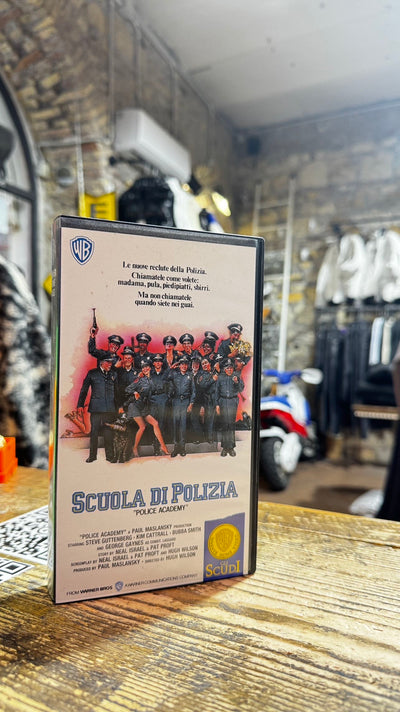 WB
Le nuove reclute della Polizia.
Chiamatele come volete:
madama, pula, piedipiatti, sbirri.
Ma non chiamatele
quando siete nei guai.
SCUOLA DI POLIZIA
"POLICE ACADEMY"
"POLICE ACADEMY" A PAUL MASLANSKY PRODUCTION
STARRING STEVE GUTTENBERG · KIM CATTRALL · BUBBA SMITH
AND GEORGE GAYNES AS CMDT. LASSARD
STORY BY NEAL ISRAEL & PAT PROFT
SCREENPLAY BY NEAL ISRAEL & PAT PROFT AND HUGH WILSON
PRODUCED BY PAUL MASLANSKY · DIRECTED BY HUGH WILSON
FROM WARNER BROS. A WARNER COMMUNICATIONS COMPANY
SCUDI